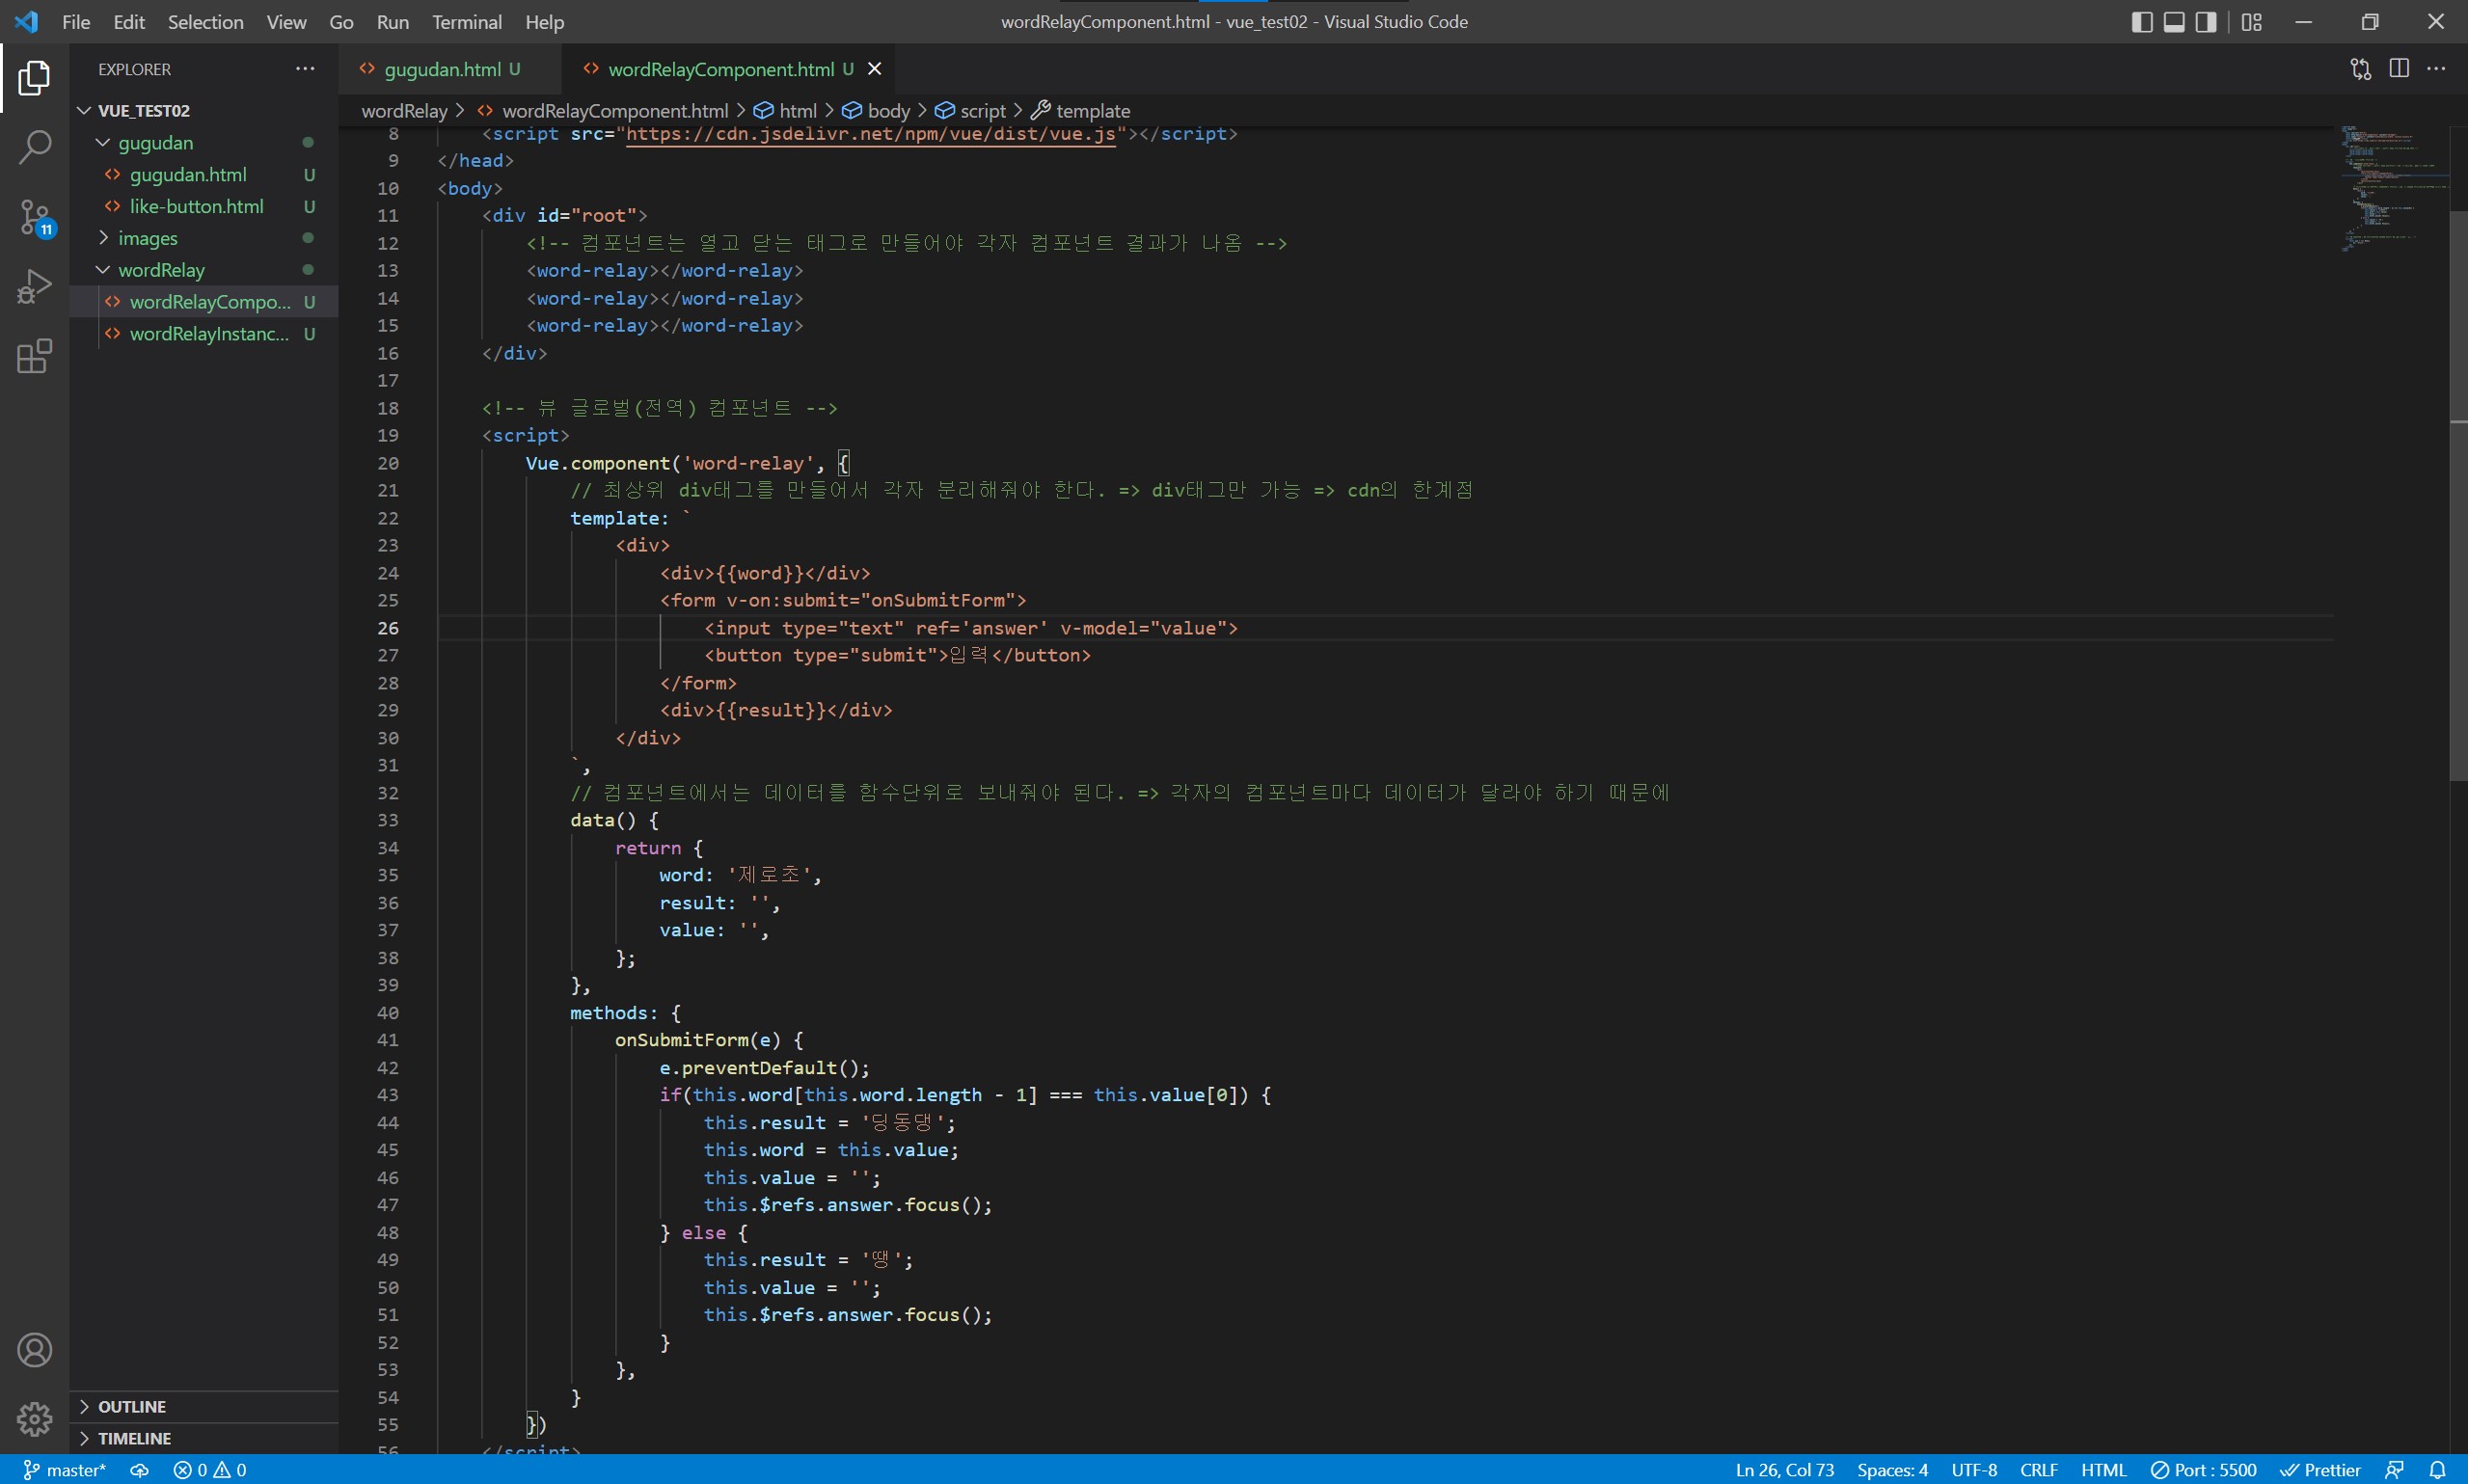 File Edit Selection View Go Run Terminal Help
wordRelayComponent.html - vue_test02 - Visual Studio Code
EXPLORER
VUE_TEST02
gugudan
gugudan.html U
like-button.html U
images
wordRelay
wordRelayCompo... U
wordRelayInstanc... U
OUTLINE
TIMELINE
11
gugudan.html U
wordRelayComponent.html U
wordRelay > wordRelayComponent.html > html > body > script > template
8 <script src="https://cdn.jsdelivr.net/npm/vue/dist/vue.js"></script>
9 </head>
10 <body>
11 <div id="root">
12 <!-- 컴포넌트는 열고 닫는 태그로 만들어야 각자 컴포넌트 결과가 나옴 -->
13 <word-relay></word-relay>
14 <word-relay></word-relay>
15 <word-relay></word-relay>
16 </div>
17
18 <!-- 뷰 글로벌(전역) 컴포넌트 -->
19 <script>
20 Vue.component('word-relay', {
21 // 최상위 div태그를 만들어서 각자 분리해줘야 한다. => div태그만 가능 => cdn의 한계점
22 template: `
23 <div>
24 <div>{{word}}</div>
25 <form v-on:submit="onSubmitForm">
26 <input type="text" ref='answer' v-model="value">
27 <button type="submit">입력</button>
28 </form>
29 <div>{{result}}</div>
30 </div>
31 `,
32 // 컴포넌트에서는 데이터를 함수단위로 보내줘야 된다. => 각자의 컴포넌트마다 데이터가 달라야 하기 때문에
33 data() {
34 return {
35 word: '제로초',
36 result: '',
37 value: '',
38 };
39 },
40 methods: {
41 onSubmitForm(e) {
42 e.preventDefault();
43 if(this.word[this.word.length - 1] === this.value[0]) {
44 this.result = '딩동댕';
45 this.word = this.value;
46 this.value = '';
47 this.$refs.answer.focus();
48 } else {
49 this.result = '땡';
50 this.value = '';
51 this.$refs.answer.focus();
52 }
53 },
54 }
55 })
56 </script>
master* 0 0
Ln 26, Col 73 Spaces: 4 UTF-8 CRLF HTML Port : 5500 Prettier